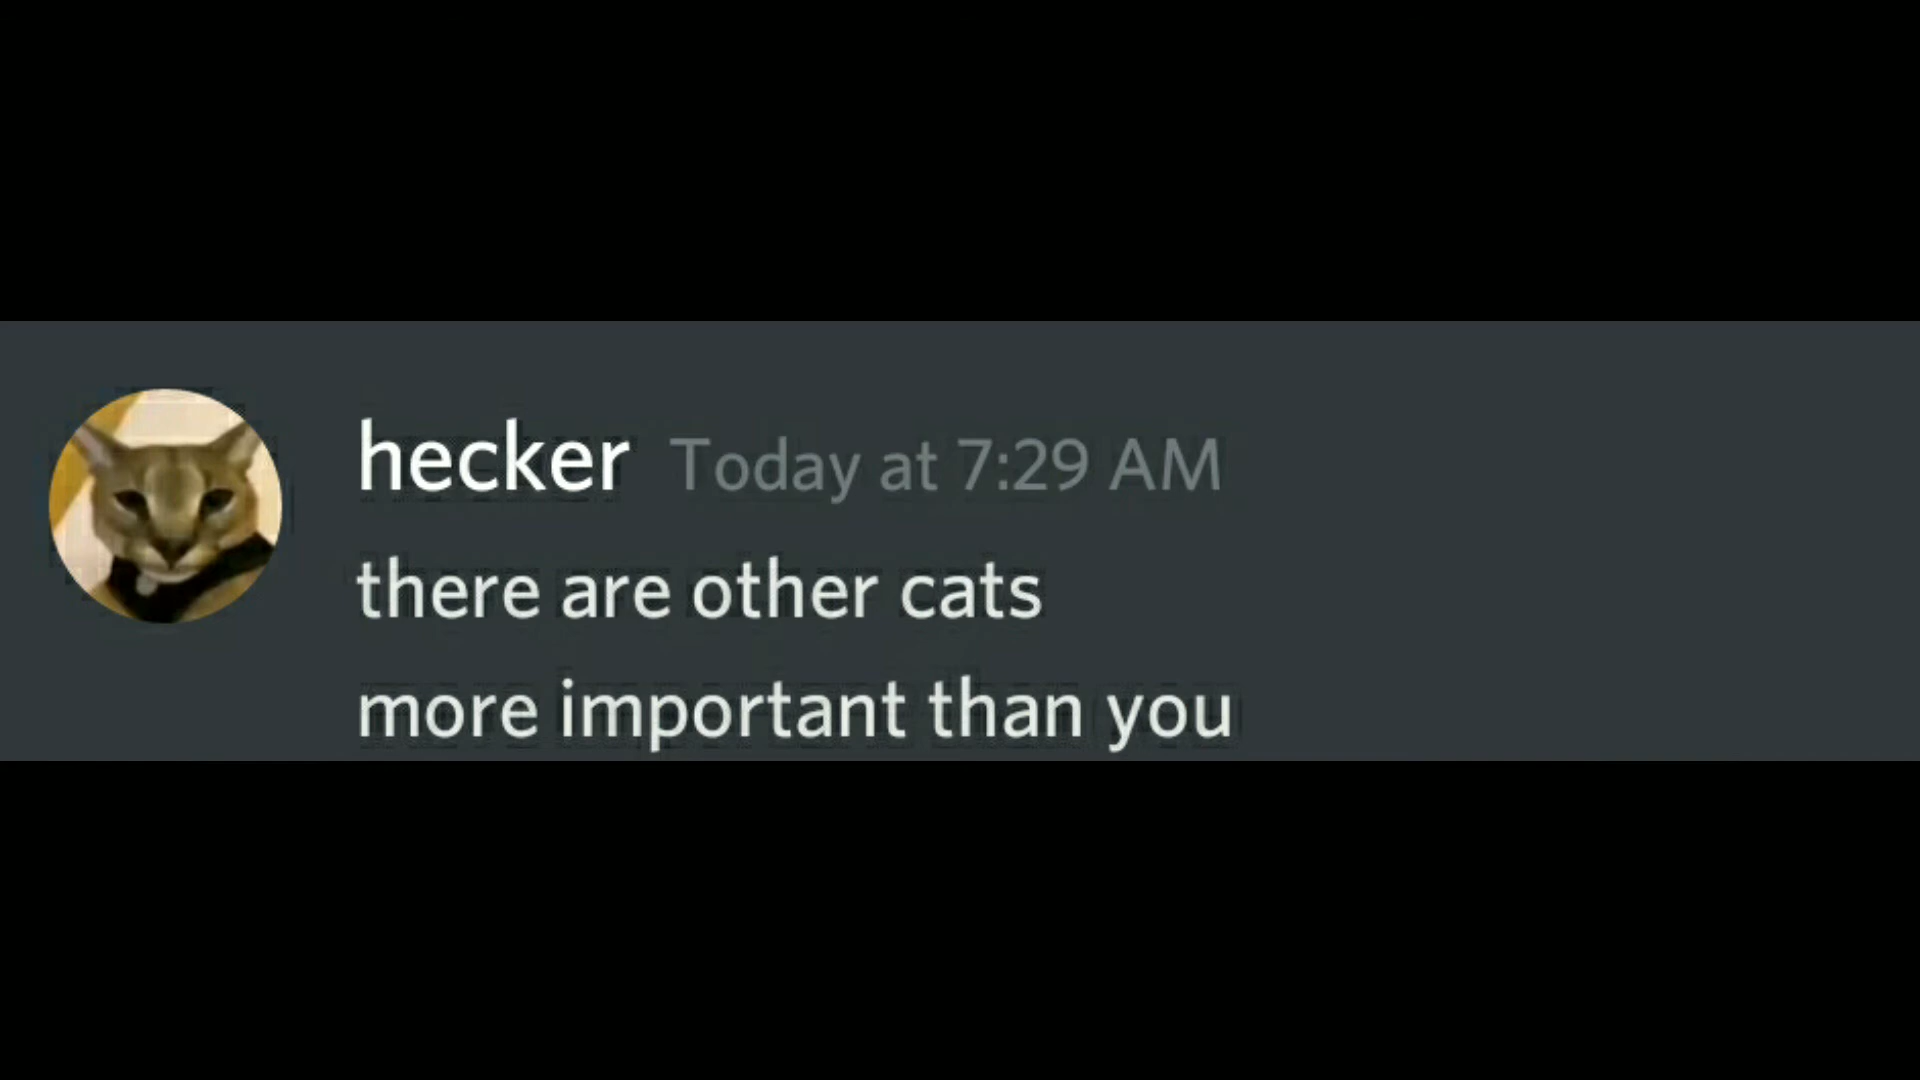 hecker Today at 7:29 AM
there are other cats
more important than you